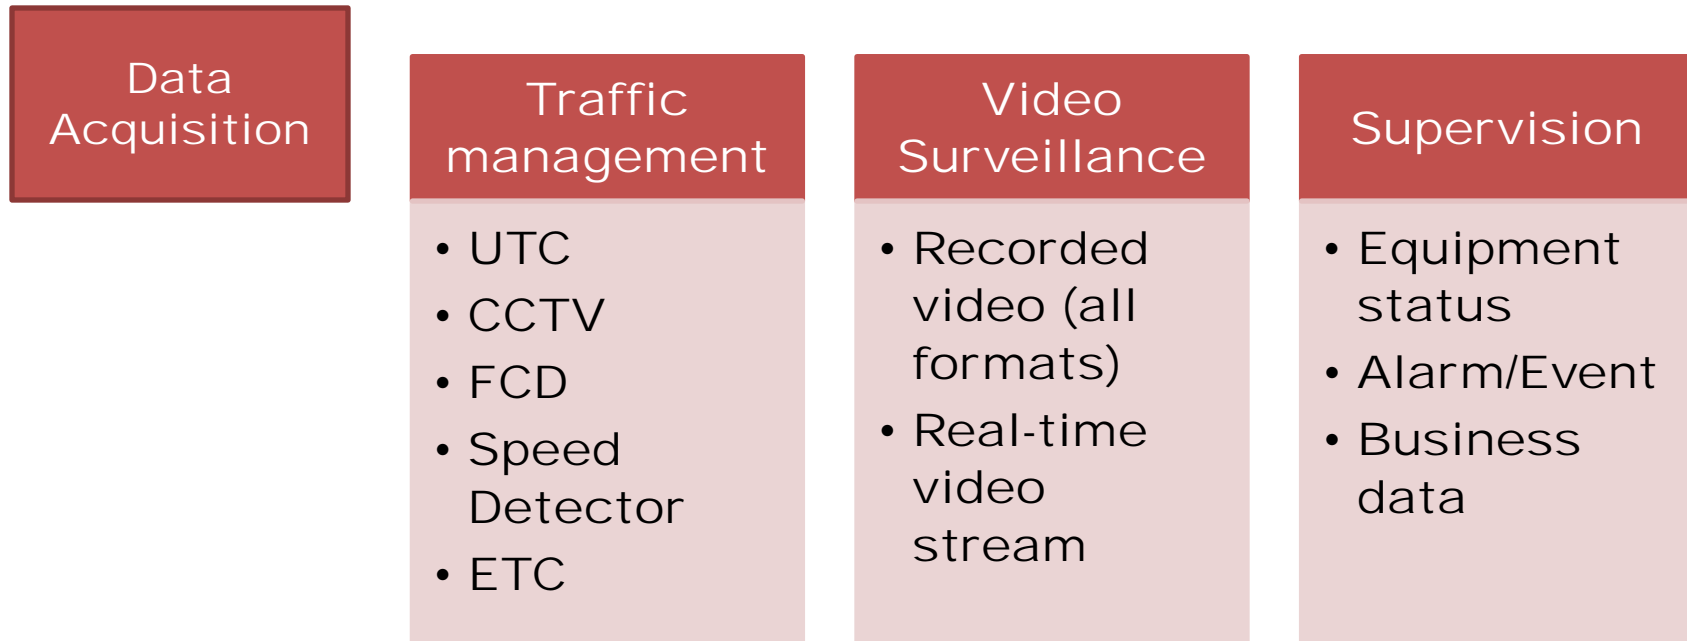 Data
Acquisition
Traffic
management
• UTC
• CCTV
• FCD
• Speed
Detector
• ETC
Video
Surveillance
• Recorded
video (all
formats)
• Real-time
video
stream
Supervision
• Equipment
status
• Alarm/Event
• Business
data